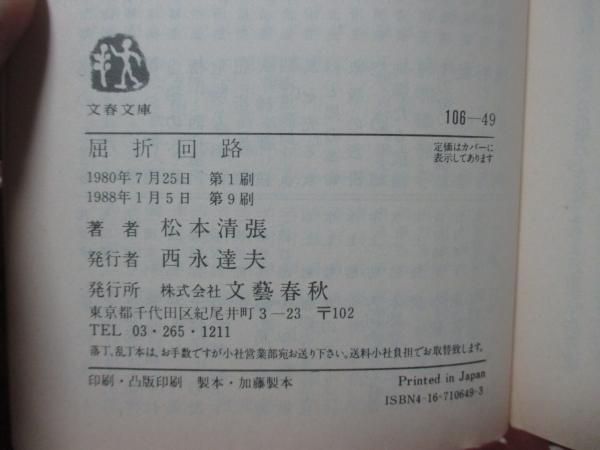 文春文庫
106—49
屈折回路
定価はカバーに
表示してあります
1980年7月25日 第1刷
1988年1月5日 第9刷
著者 松本清張
発行者 西永達夫
発行所 株式会社 文藝春秋
東京都千代田区紀尾井町3—23 〒102
TEL 03・265・1211
落丁、乱丁本は、お手数ですが小社営業部宛お送り下さい。送料小社負担でお取替致します。
印刷・凸版印刷 製本・加藤製本
Printed in Japan
ISBN4-16-710649-3